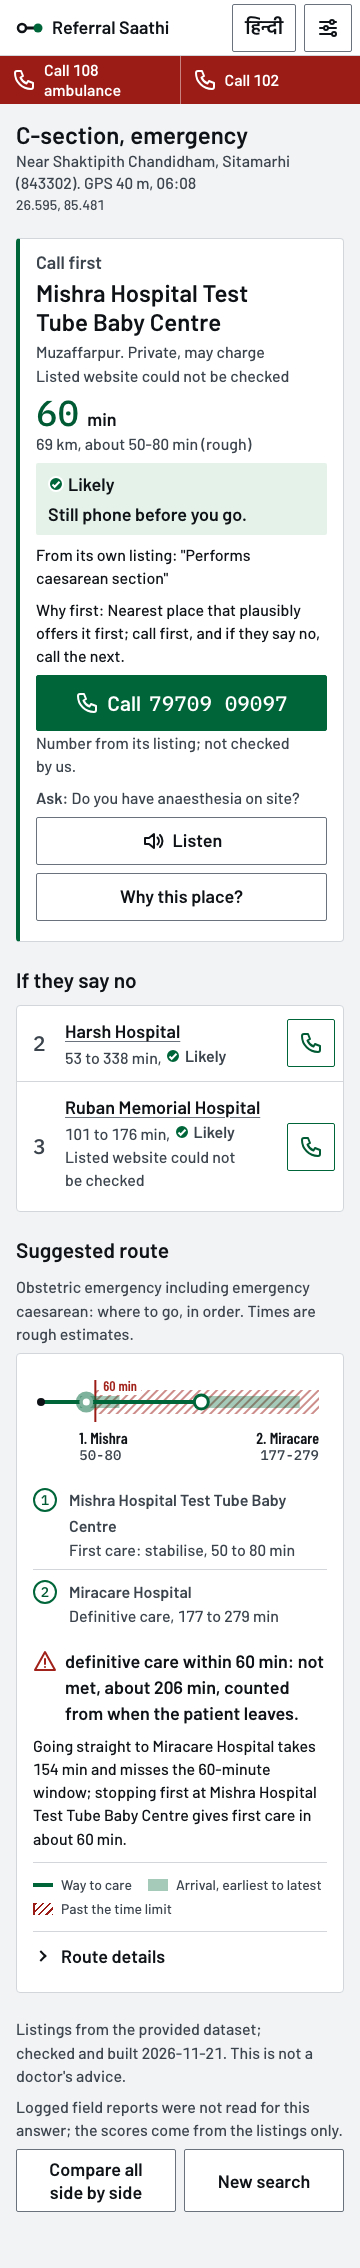 Referral Saathi
हिन्दी
Call 108
ambulance
Call 102
C-section, emergency
Near Shaktipith Chandidham, Sitamarhi
(843302). GPS 40 m, 06:08
26.595, 85.481
Call first
Mishra Hospital Test
Tube Baby Centre
Muzaffarpur. Private, may charge
Listed website could not be checked
60 min
69 km, about 50-80 min (rough)
Likely
Still phone before you go.
From its own listing: "Performs
caesarean section"
Why first: Nearest place that plausibly
offers it first; call first, and if they say no,
call the next.
Call 79709 09097
Number from its listing; not checked
by us.
Ask: Do you have anaesthesia on site?
Listen
Why this place?
If they say no
2
Harsh Hospital
53 to 338 min, Likely
3
Ruban Memorial Hospital
101 to 176 min, Likely
Listed website could not
be checked
Suggested route
Obstetric emergency including emergency
caesarean: where to go, in order. Times are
rough estimates.
60 min
1. Mishra
50-80
2. Miracare
177-279
1
Mishra Hospital Test Tube Baby
Centre
First care: stabilise, 50 to 80 min
2
Miracare Hospital
Definitive care, 177 to 279 min
definitive care within 60 min: not
met, about 206 min, counted
from when the patient leaves.
Going straight to Miracare Hospital takes
154 min and misses the 60-minute
window; stopping first at Mishra Hospital
Test Tube Baby Centre gives first care in
about 60 min.
Way to care
Arrival, earliest to latest
Past the time limit
Route details
Listings from the provided dataset;
checked and built 2026-11-21. This is not a
doctor's advice.
Logged field reports were not read for this
answer; the scores come from the listings only.
Compare all
side by side
New search